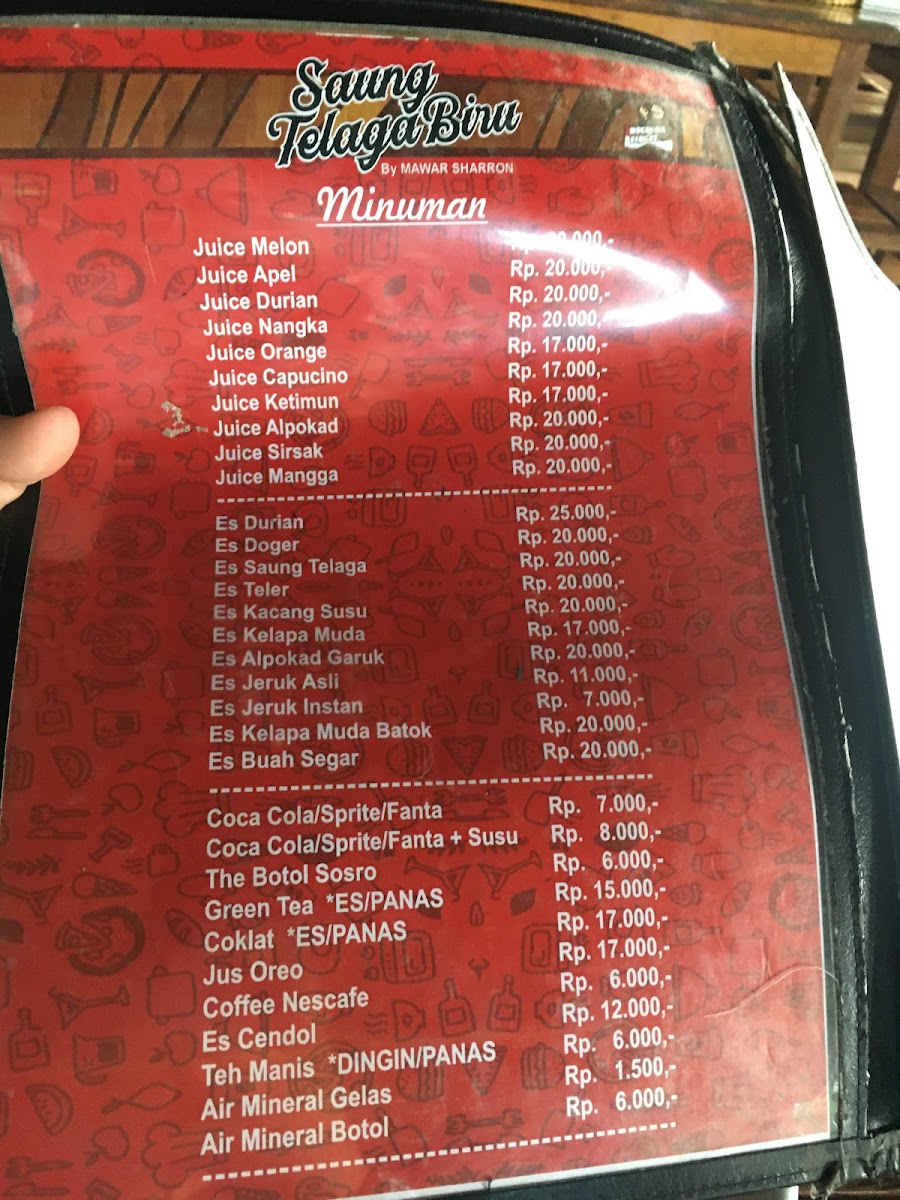 Saung
Telaga Biru
By MAWAR SHARRON
Minuman
Juice Melon Rp. 20.000,-
Juice Apel Rp. 20.000,-
Juice Durian Rp. 20.000,-
Juice Nangka Rp. 20.000,-
Juice Orange Rp. 17.000,-
Juice Capucino Rp. 17.000,-
Juice Ketimun Rp. 17.000,-
Juice Alpokad Rp. 20.000,-
Juice Sirsak Rp. 20.000,-
Juice Mangga Rp. 20.000,-
Es Durian Rp. 25.000,-
Es Doger Rp. 20.000,-
Es Saung Telaga Rp. 20.000,-
Es Teler Rp. 20.000,-
Es Kacang Susu Rp. 20.000,-
Es Kelapa Muda Rp. 17.000,-
Es Alpokad Garuk Rp. 20.000,-
Es Jeruk Asli Rp. 11.000,-
Es Jeruk Instan Rp. 7.000,-
Es Kelapa Muda Batok Rp. 20.000,-
Es Buah Segar Rp. 20.000,-
Coca Cola/Sprite/Fanta Rp. 7.000,-
Coca Cola/Sprite/Fanta + Susu Rp. 8.000,-
The Botol Sosro Rp. 6.000,-
Green Tea *ES/PANAS Rp. 15.000,-
Coklat *ES/PANAS Rp. 17.000,-
Jus Oreo Rp. 17.000,-
Coffee Nescafe Rp. 6.000,-
Es Cendol Rp. 12.000,-
Teh Manis *DINGIN/PANAS Rp. 6.000,-
Air Mineral Gelas Rp. 1.500,-
Air Mineral Botol Rp. 6.000,-